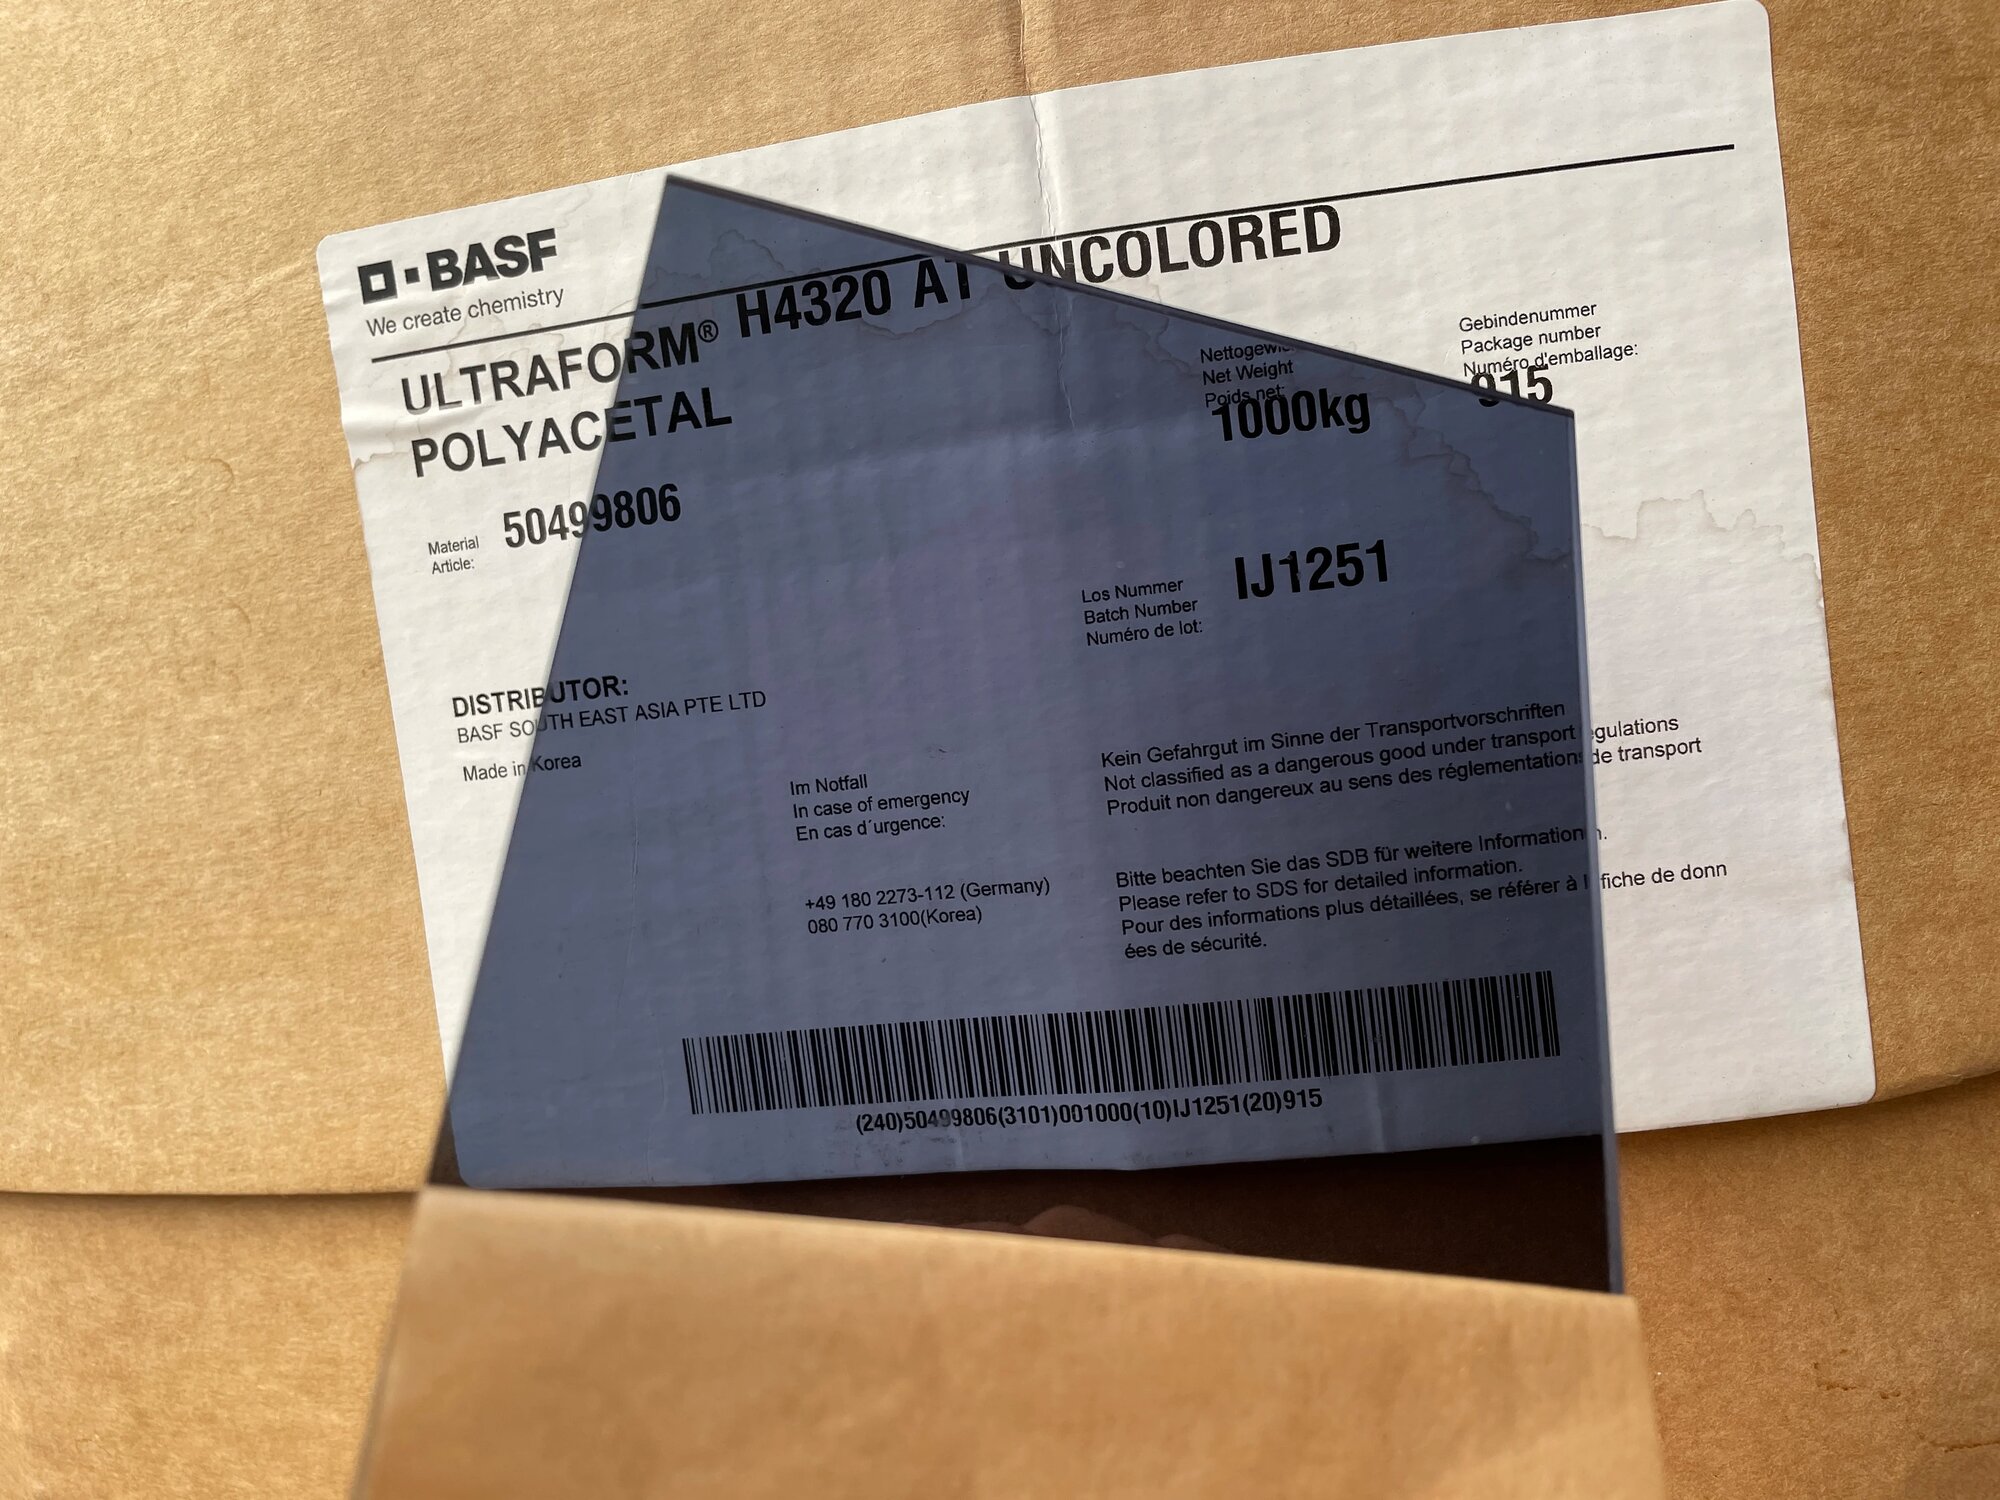 BASF
We create chemistry
ULTRAFORM® H4320 AT UNCOLORED
POLYACETAL
Nettogewi
Net Weight
Poids net:
1000kg
Gebindenummer
Package number
Numéro d'emballage:
915
Material
Article:
50499806
Los Nummer
Batch Number
Numéro de lot:
IJ1251
DISTRIBUTOR:
BASF SOUTH EAST ASIA PTE LTD
Made in Korea
Im Notfall
In case of emergency
En cas d´urgence:
+49 180 2273-112 (Germany)
080 770 3100(Korea)
Kein Gefahrgut im Sinne der Transportvorschriften
Not classified as a dangerous good under transport egulations
Produit non dangereux au sens des réglementations de transport
Bitte beachten Sie das SDB für weitere Information n.
Please refer to SDS for detailed information.
Pour des informations plus détaillées, se référer à l fiche de donn
ées de sécurité.
(240)50499806(3101)001000(10)IJ1251(20)915